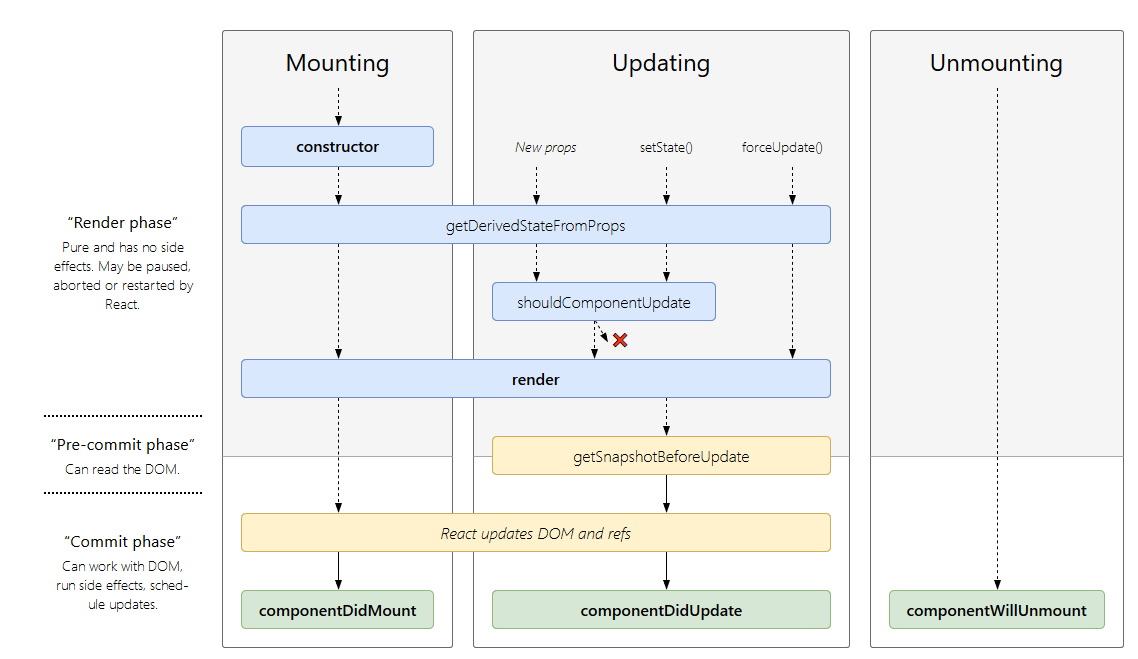 Mounting
Updating
Unmounting
constructor
New props
setState()
forceUpdate()
“Render phase”
Pure and has no side
effects. May be paused,
aborted or restarted by
React.
getDerivedStateFromProps
shouldComponentUpdate
render
“Pre-commit phase”
Can read the DOM.
getSnapshotBeforeUpdate
“Commit phase”
Can work with DOM,
run side effects, sched-
ule updates.
React updates DOM and refs
componentDidMount
componentDidUpdate
componentWillUnmount